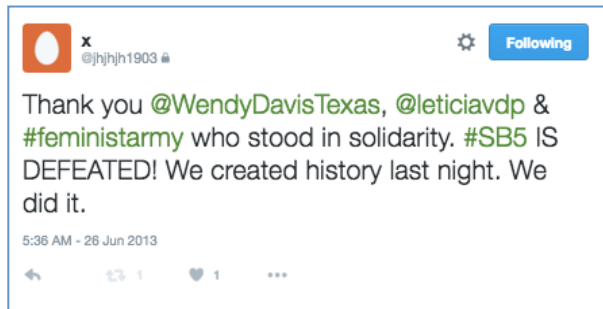 x
@jhjhjh1903
Following
Thank you @WendyDavisTexas, @leticiavdp &
#feministarmy who stood in solidarity. #SB5 IS
DEFEATED! We created history last night. We
did it.
5:36 AM - 26 Jun 2013
1
1